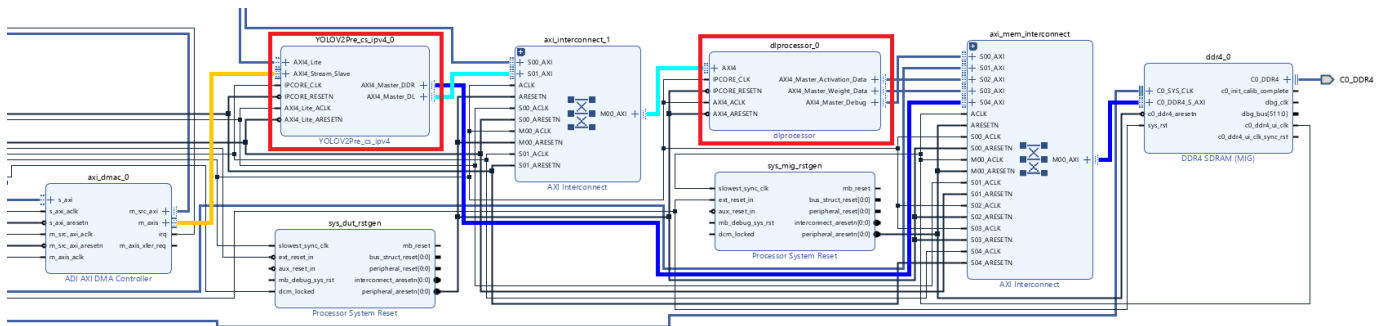 YOLOV2Pre_cs_ipv4_0
AXI4_Lite
AXI4_Stream_Slave
IPCORE_CLK
IPCORE_RESETN
AXI4_Lite_ACLK
AXI4_Lite_ARESETN
AXI4_Master_DDR
AXI4_Master_DL
YOLOV2Pre_cs_ipv4
axi_interconnect_1
S00_AXI
S01_AXI
ACLK
ARESETN
S00_ACLK
S00_ARESETN
M00_ACLK
M00_ARESETN
S01_ACLK
S01_ARESETN
M00_AXI
AXI Interconnect
dlprocessor_0
AXI4
IPCORE_CLK
IPCORE_RESETN
AXI4_ACLK
AXI4_ARESETN
AXI4_Master_Activation_Data
AXI4_Master_Weight_Data
AXI4_Master_Debug
dlprocessor
axi_mem_interconnect
S00_AXI
S01_AXI
S02_AXI
S03_AXI
S04_AXI
ACLK
ARESETN
S00_ACLK
S00_ARESETN
M00_ACLK
M00_ARESETN
S01_ACLK
S01_ARESETN
S02_ACLK
S02_ARESETN
S03_ACLK
S03_ARESETN
S04_ACLK
S04_ARESETN
M00_AXI
AXI Interconnect
ddr4_0
C0_SYS_CLK
C0_DDR4_S_AXI
c0_ddr4_aresetn
sys_rst
C0_DDR4
c0_init_calib_complete
dbg_clk
dbg_bus[511:0]
c0_ddr4_ui_clk
c0_ddr4_ui_clk_sync_rst
DDR4 SDRAM (MIG)
C0_DDR4
axi_dmac_0
s_axi
s_axi_aclk
s_axi_aresetn
m_src_axi_aclk
m_src_axi_aresetn
m_axis_aclk
m_src_axi
m_axis
irq
m_axis_xfer_req
ADI AXI DMA Controller
sys_dut_rstgen
slowest_sync_clk
ext_reset_in
aux_reset_in
mb_debug_sys_rst
dcm_locked
mb_reset
bus_struct_reset[0:0]
peripheral_reset[0:0]
interconnect_aresetn[0:0]
peripheral_aresetn[0:0]
Processor System Reset
sys_mig_rstgen
slowest_sync_clk
ext_reset_in
aux_reset_in
mb_debug_sys_rst
dcm_locked
mb_reset
bus_struct_reset[0:0]
peripheral_reset[0:0]
interconnect_aresetn[0:0]
peripheral_aresetn[0:0]
Processor System Reset